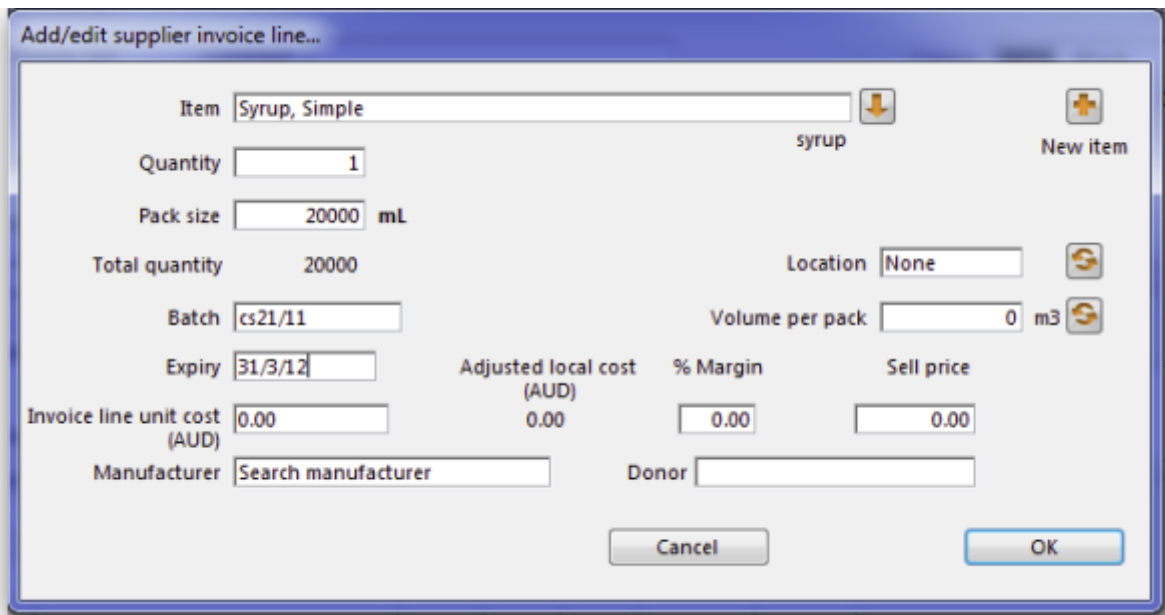 Add/edit supplier invoice line...
Item Syrup, Simple
syrup
New item
Quantity 1
Pack size 20000 mL
Total quantity 20000
Location None
Batch cs21/11
Volume per pack 0 m3
Expiry 31/3/12
Adjusted local cost
(AUD)
% Margin
Sell price
Invoice line unit cost
(AUD)
0.00
0.00
0.00
0.00
Manufacturer Search manufacturer
Donor
Cancel
OK